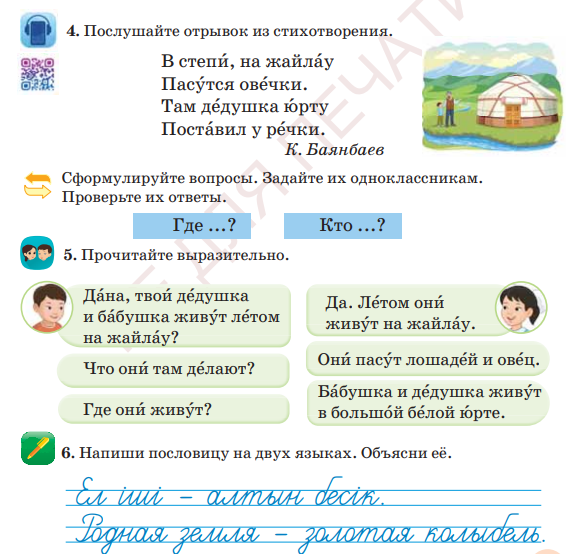 4. Послушайте отрывок из стихотворения.
В степи́, на жайла́у
Пасу́тся ове́чки.
Там де́душка ю́рту
Поста́вил у ре́чки.
К. Баянбаев
Сформулируйте вопросы. Задайте их одноклассникам.
Проверьте их ответы.
Где ...?
Кто ...?
5. Прочитайте выразительно.
Да́на, твои́ де́душка
и ба́бушка живу́т ле́том
на жайла́у?
Да. Ле́том они́
живу́т на жайла́у.
Что они́ там де́лают?
Они́ пасу́т лошаде́й и ове́ц.
Где они́ живу́т?
Ба́бушка и де́душка живу́т
в большо́й бе́лой ю́рте.
6. Напиши пословицу на двух языках. Объясни её.
Ел іші – алтын бесік.
Родная земля – золотая колыбель.